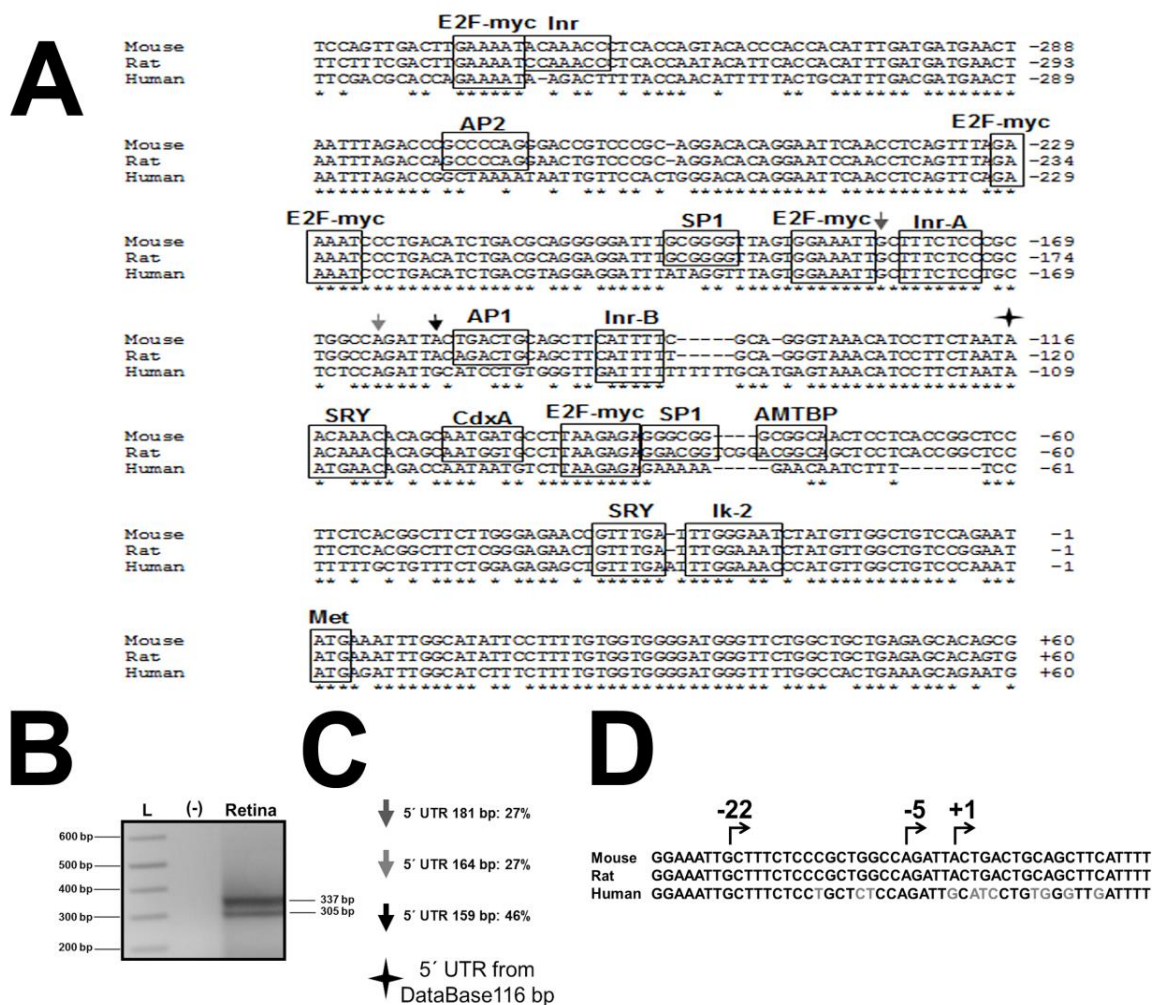 A
E2F-myc Inr
Mouse TCCAGTTGACTTGAAAATACAAACCCTCACCAGTACACCCACCACATTTGATGATGAACT -288
Rat TTCTTTCGACTTGAAAATCCAAACCCTCACCAATACATTCACCACATTTGATGATGAACT -293
Human TTCGACGCACCAGAAAATA-AGACTTTTACCAACATTTTTACTGCATTTGACGATGAACT -289
AP2 E2F-myc
Mouse AATTTAGACCCGCCCCAGGGACCGTCCCGC-AGGACACAGGAATTCAACCTCAGTTTAGA -229
Rat AATTTAGACCAGCCCCAGGAACTGTCCCGC-AGGACACAGGAATCCAACCTCAGTTTAGA -234
Human AATTTAGACCGGCTAAAATAATTGTTCCACTGGGACACAGGAATTCAACCTCAGTTCAGA -229
E2F-myc SP1 E2F-myc Inr-A
Mouse AAATCCCTGACATCTGACGCAGGGGGATTTGCGGGGTTAGTGGAAATTGCTTTCTCCCGC -169
Rat AAATCCCTGACATCTGACGCAGGAGGATTTGCGGGGTTAGTGGAAATTGCTTTCTCCCGC -174
Human AAATCCCTGACATCTGACGTAGGAGGATTTATAGGTTTAGTGGAAATTGCTTTCTCCTGC -169
AP1 Inr-B
Mouse TGGCCAGATTACTGACTGCAGCTTCATTTTC-----GCA-GGGTAAACATCCTTCTAATA -116
Rat TGGCCAGATTACAGACTGCAGCTTCATTTTT-----GCA-GGGTAAACATCCTTCTAATA -120
Human TCTCCAGATTGCATCCTGTGGGTTGATTTTTTTTTTTGCATGAGTAAACATCCTTCTAATA -109
SRY CdxA E2F-myc SP1 AMTBP
Mouse ACAAACACAGCAATGATGCCTTAAGAGAGGGCGG----GCGGCAACTCCTCACCGGCTCC -60
Rat ACAAACACAGCAATGGTGCCTTAAGAGAGGACGGTCGGACGGCAGCTCCTCACCGGCTCC -60
Human ATGAACAGACCAATAATGTCTTAAGAGAGAAAAA----GAACAATCTTT-------TCC -61
SRY Ik-2
Mouse TTCTCACGGCTTCTTGGGAGAACCGTTTGA-TTTGGGAATCTATGTTGGCTGTCCAGAAT -1
Rat TTCTCACGGCTTCTCGGGAGAACTGTTTGA-TTTGGAAATCTATGTTGGCTGTCCGGAAT -1
Human TTTTTGCTGTTTCTGGAGAGAGCTGTTTGAATTTGGAAACCCATGTTGGCTGTCCCAAAT -1
Met
Mouse ATGAAATTTGGCATATTCCTTTTGTGGTGGGGATGGGTTCTGGCTGCTGAGAGCACAGCG +60
Rat ATGAAATTTGGCATATTCCTTTTGTGGTGGGGATGGGTTCTGGCTGCTGAGAGCACAGTG +60
Human ATGAGATTTGGCATCTTTCTTTTGTGGTGGGGATGGGTTTTGGCCACTGAAAGCAGAATG +60
B
L (-) Retina
600 bp
500 bp
400 bp
300 bp
200 bp
337 bp
305 bp
C
5´ UTR 181 bp: 27%
5´ UTR 164 bp: 27%
5´ UTR 159 bp: 46%
5´ UTR from
DataBase116 bp
D
-22 -5 +1
Mouse GGAAATTGCTTTCTCCCGCTGGCCAGATTACTGACTGCAGCTTCATTTT
Rat GGAAATTGCTTTCTCCCGCTGGCCAGATTACTGACTGCAGCTTCATTTT
Human GGAAATTGCTTTCTCCTGCTCTCCAGATTGCATCCTGTGGGTTGATTTT